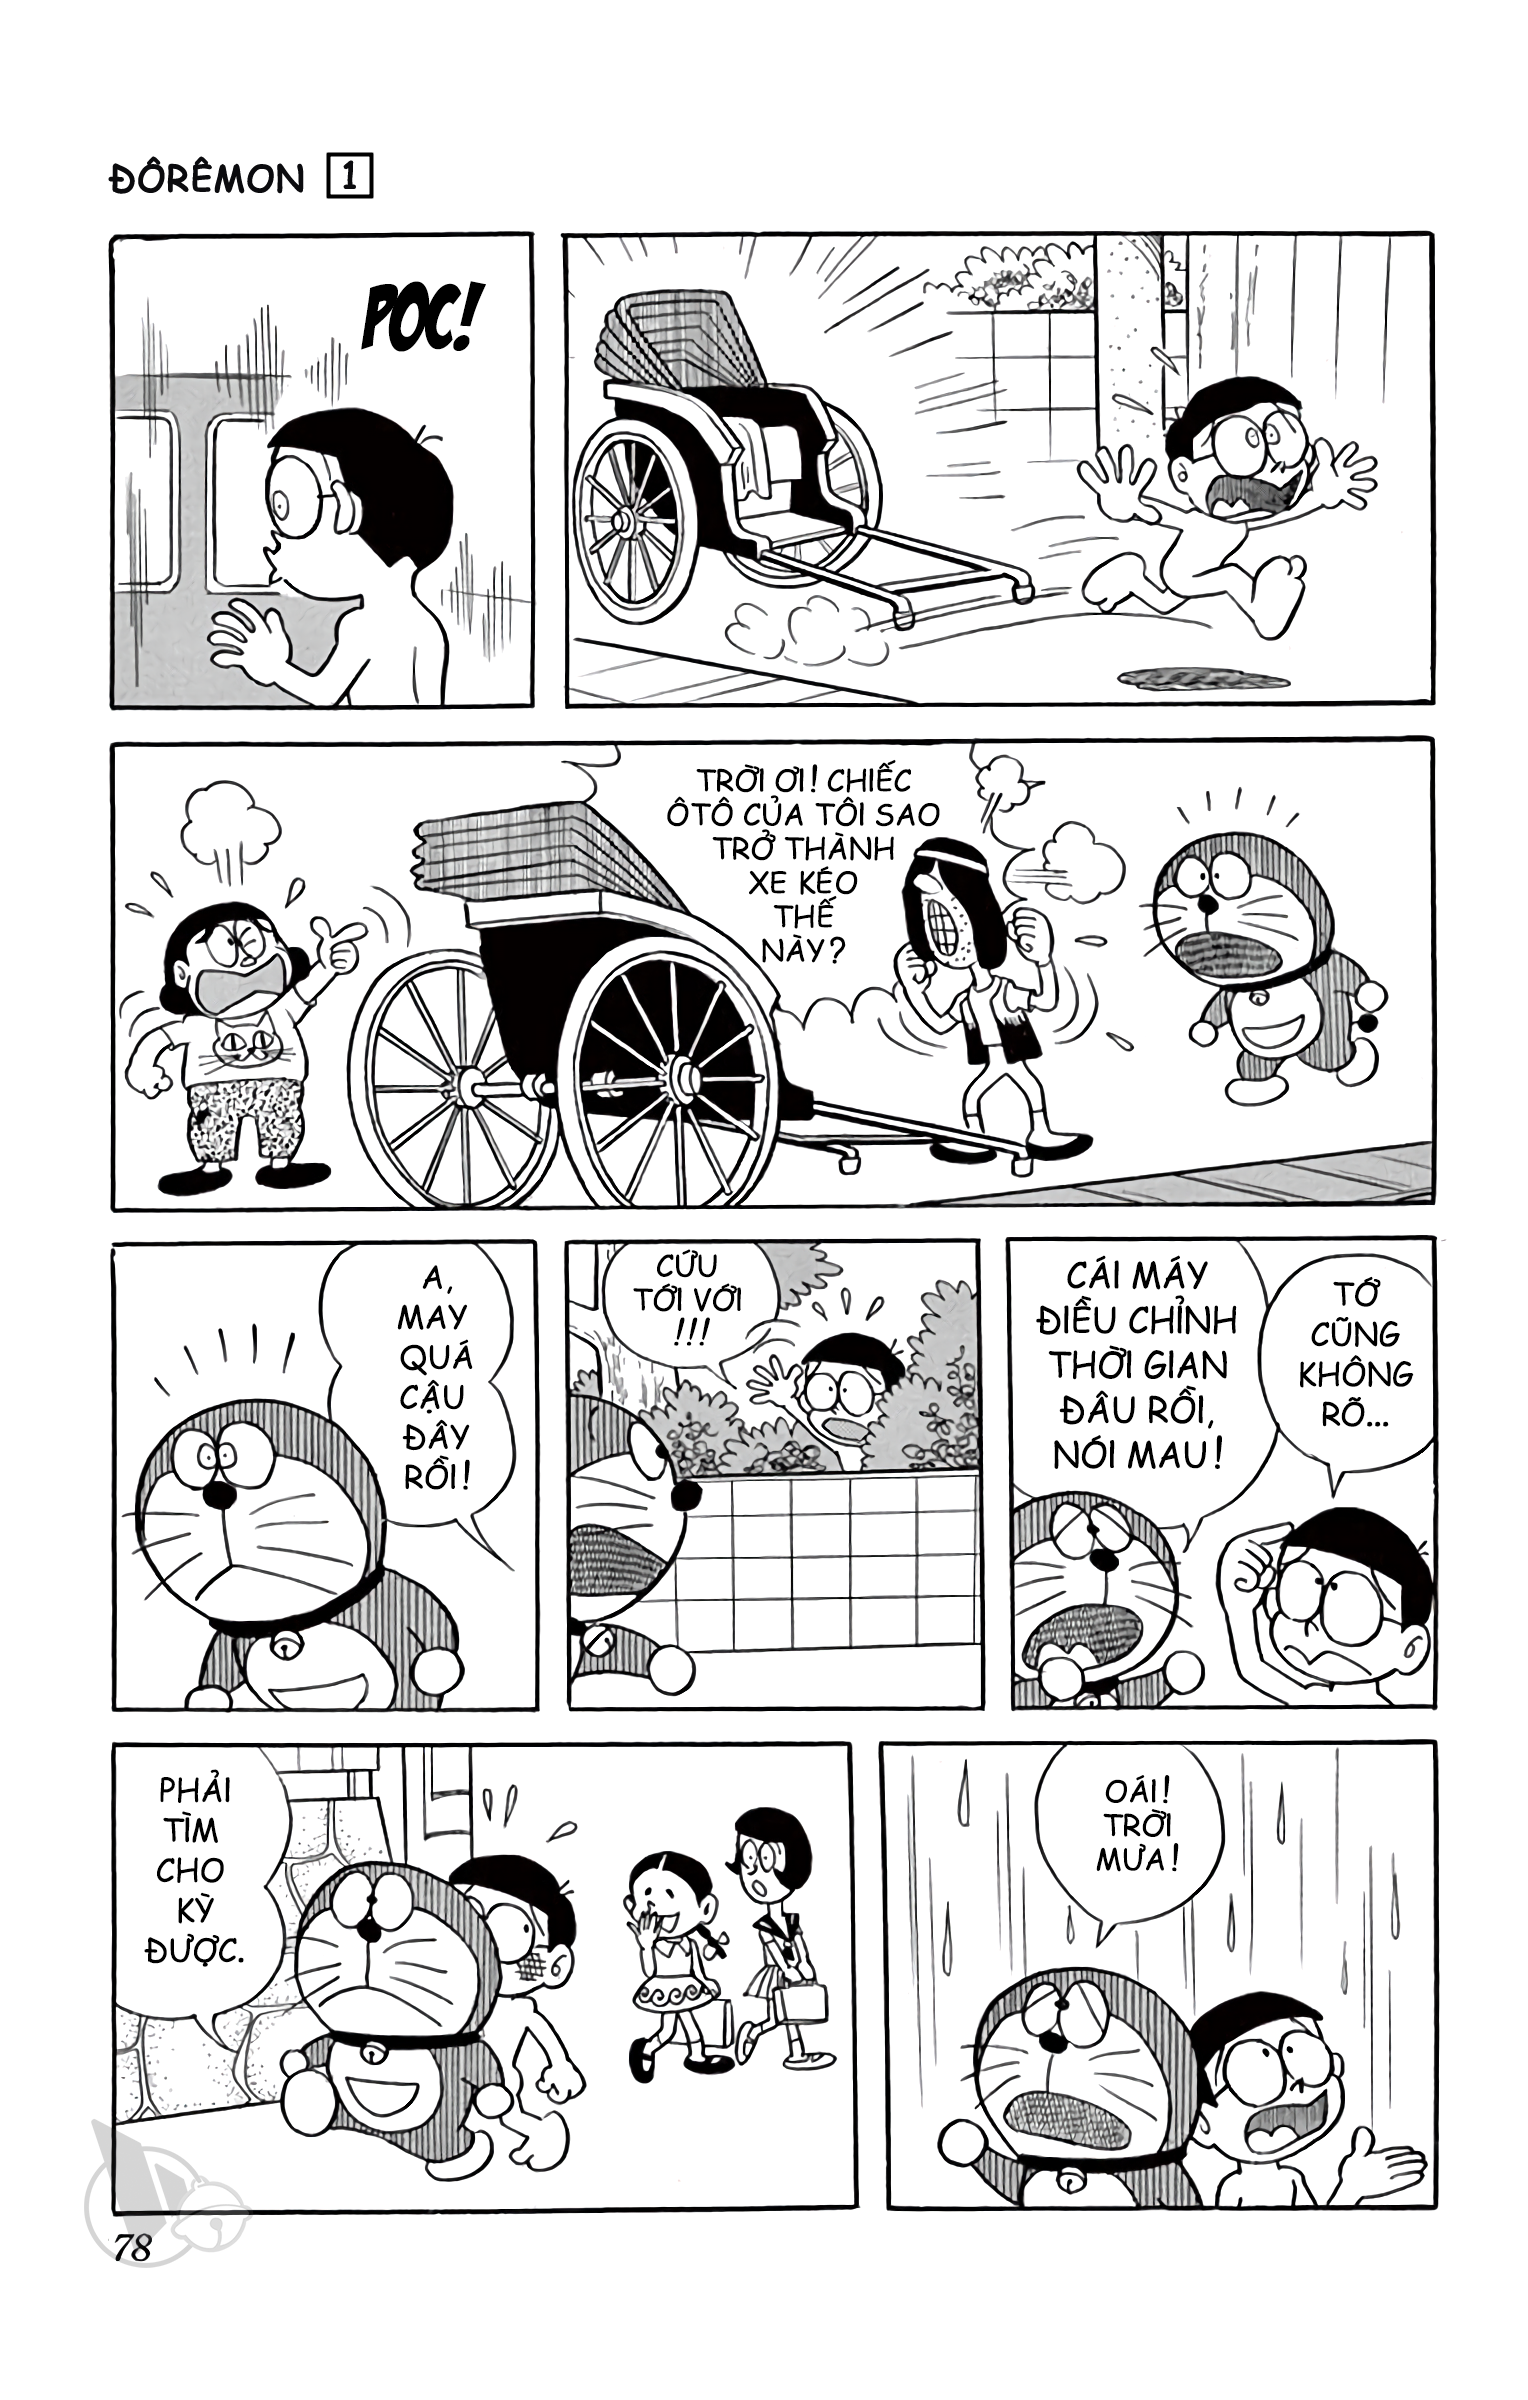 ĐÔRÊMON 1
POC!
TRỜI ƠI! CHIẾC
ÔTÔ CỦA TÔI SAO
TRỞ THÀNH
XE KÉO
THẾ
NÀY?
A,
MAY
QUÁ
CẬU
ĐÂY
RỒI!
CỨU
TỚI VỚI
!!!
CÁI MÁY
ĐIỀU CHỈNH
THỜI GIAN
ĐÂU RỒI,
NÓI MAU!
TỚ
CŨNG
KHÔNG
RÕ...
PHẢI
TÌM
CHO
KỲ
ĐƯỢC.
OÁI!
TRỜI
MƯA!
78